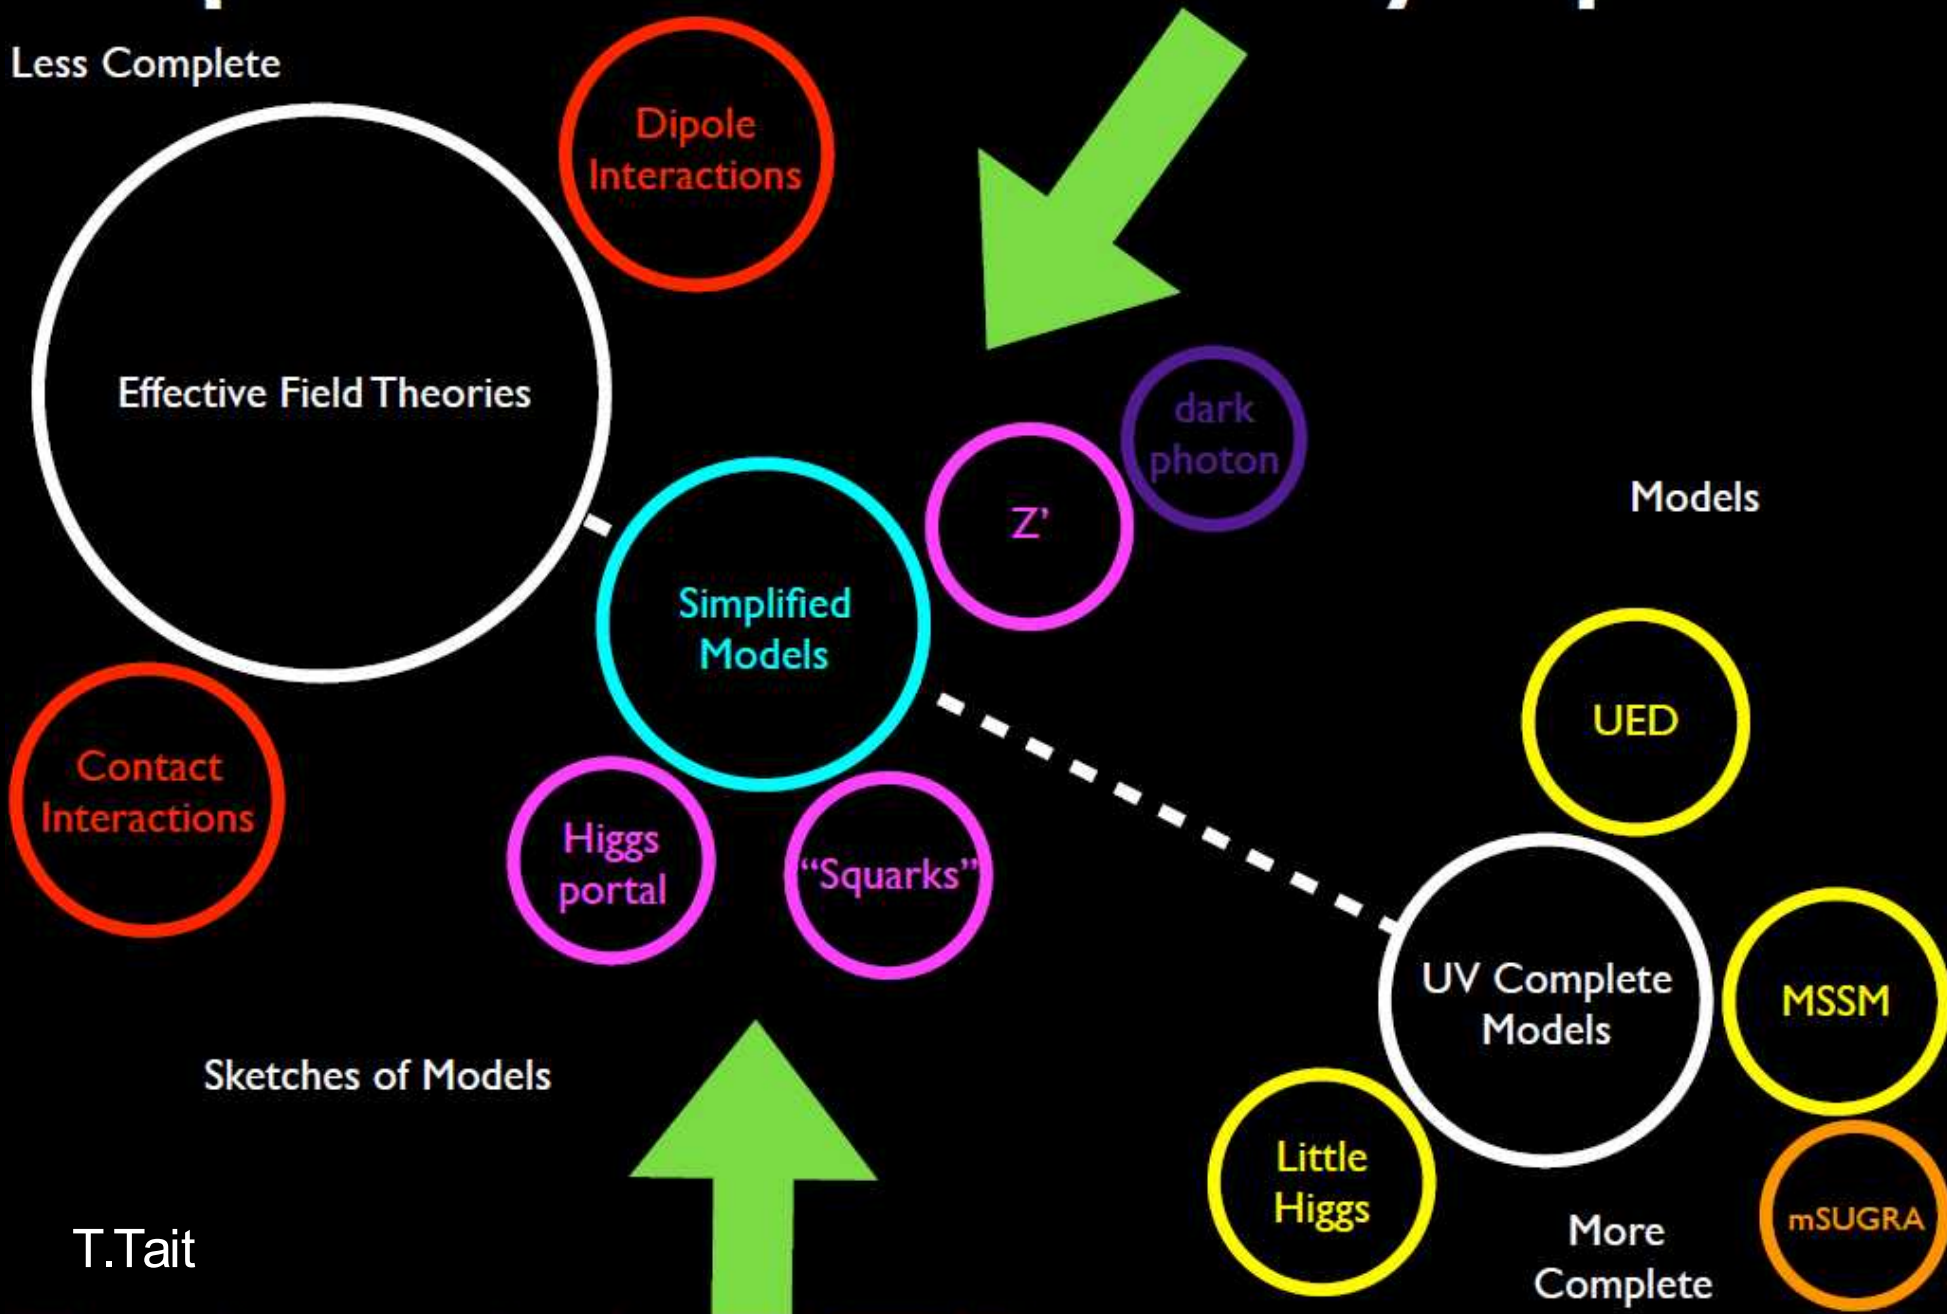 Less Complete
Dipole
Interactions
Effective Field Theories
dark
photon
Z’
Models
Simplified
Models
UED
Contact
Interactions
Higgs
portal
“Squarks”
UV Complete
Models
MSSM
Sketches of Models
Little
Higgs
mSUGRA
More
Complete
T.Tait